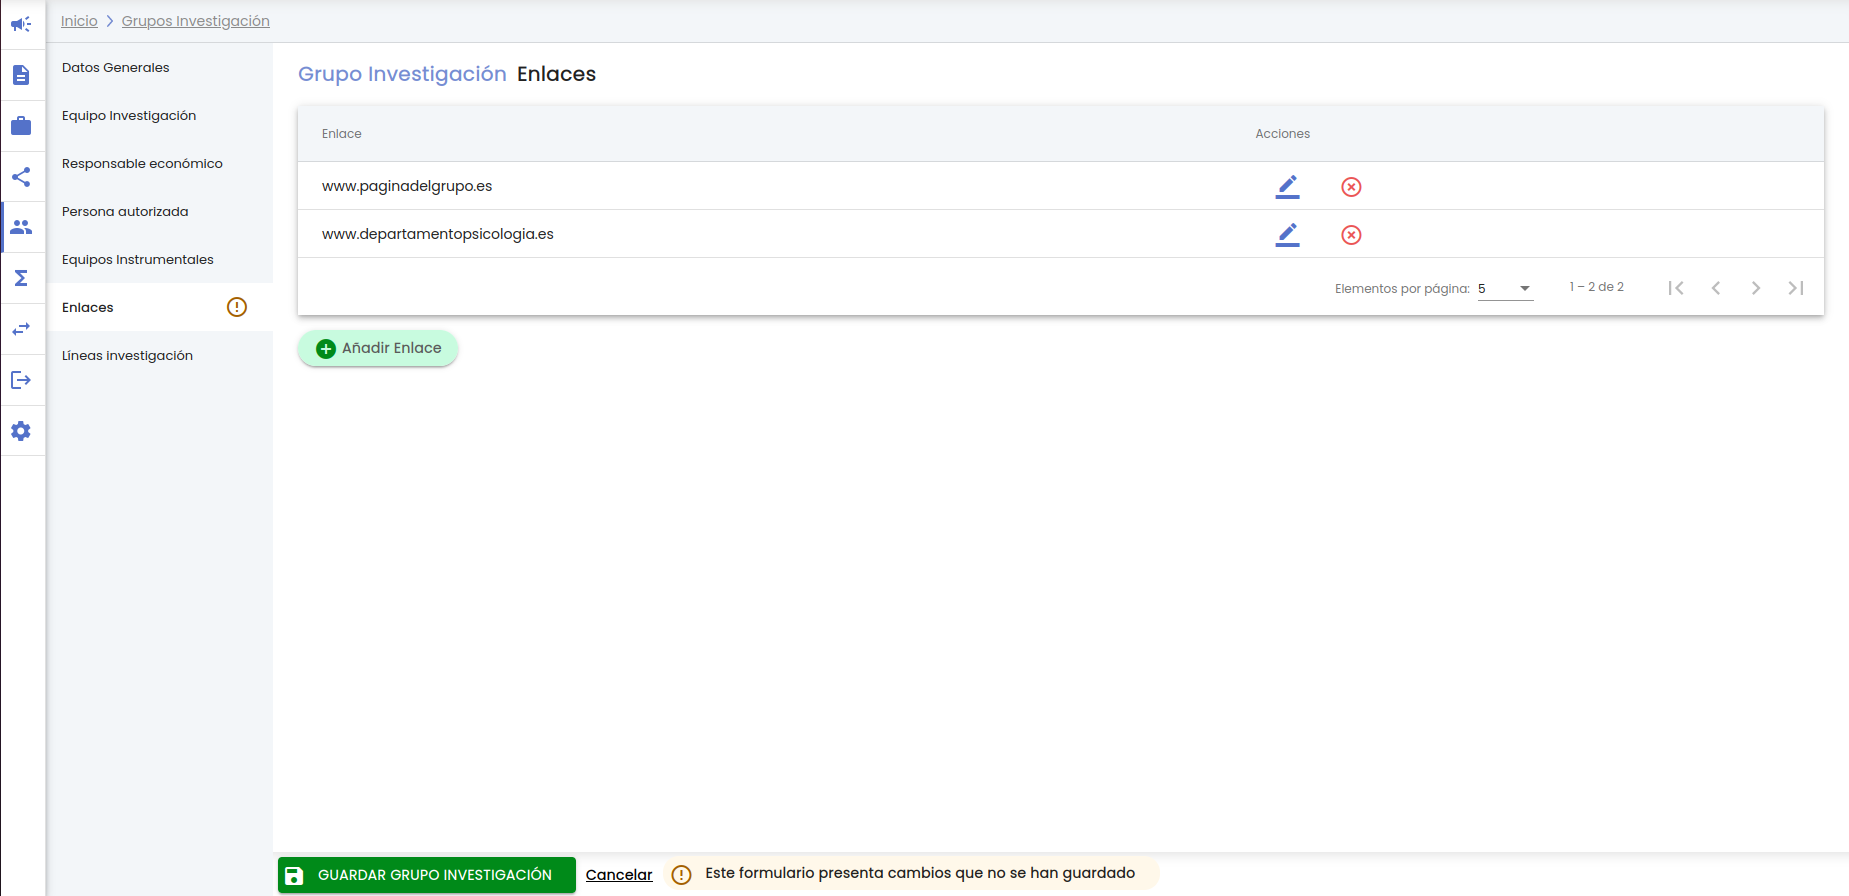 Inicio > Grupos Investigación
Datos Generales
Equipo Investigación
Responsable económico
Persona autorizada
Equipos Instrumentales
Enlaces
Líneas investigación
Grupo Investigación Enlaces
Enlace Acciones
www.paginadelgrupo.es
www.departamentopsicologia.es
Elementos por página: 5 1 – 2 de 2
Añadir Enlace
GUARDAR GRUPO INVESTIGACIÓN Cancelar Este formulario presenta cambios que no se han guardado